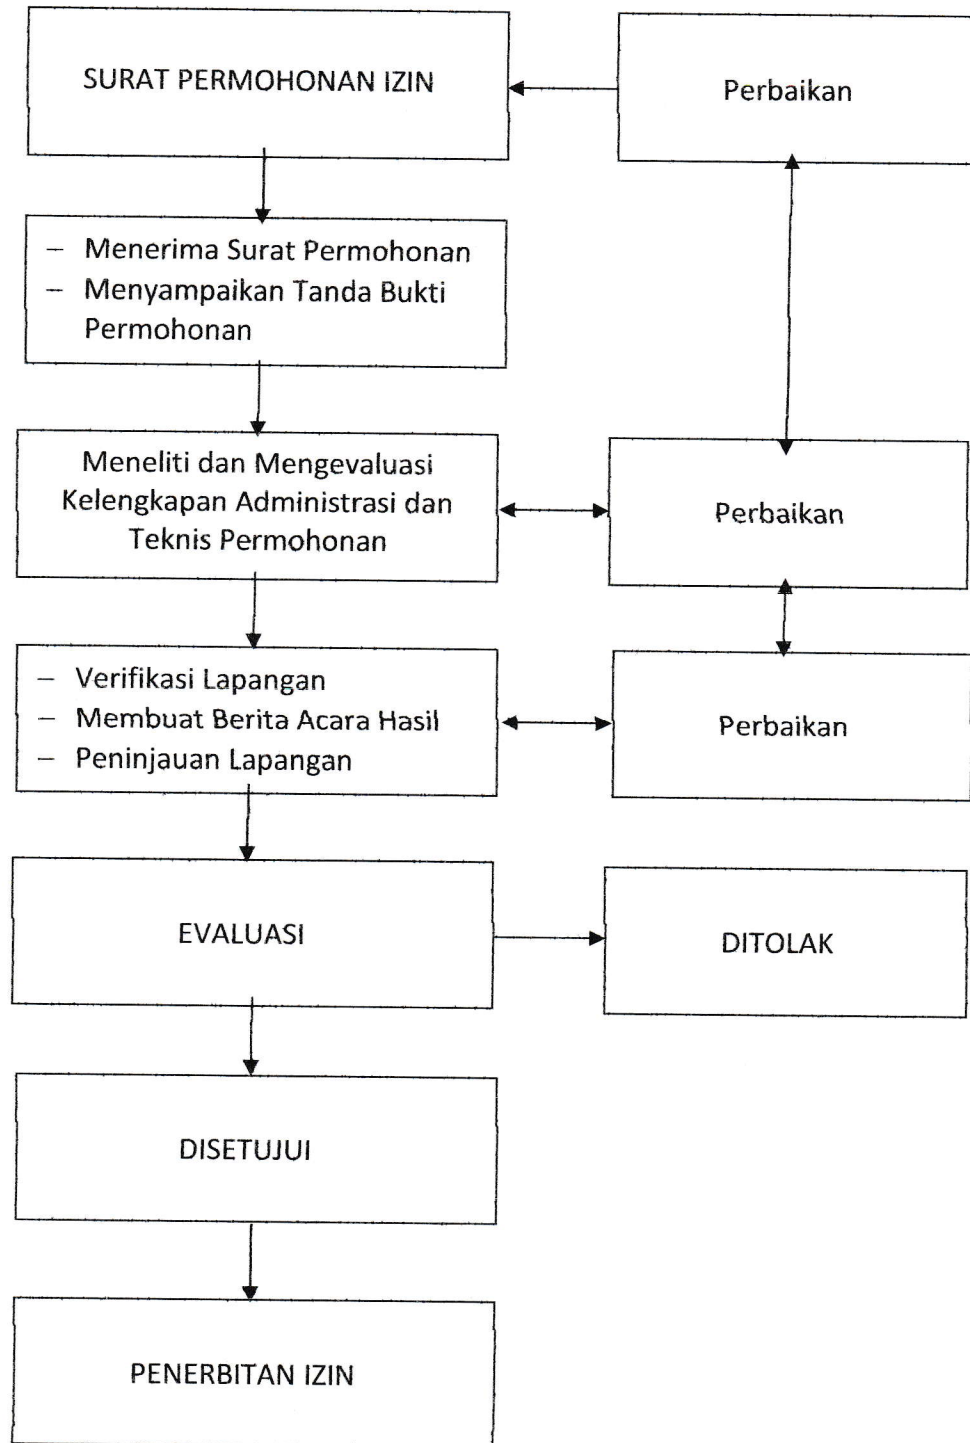 SURAT PERMOHONAN IZIN
Perbaikan
– Menerima Surat Permohonan
– Menyampaikan Tanda Bukti
Permohonan
Meneliti dan Mengevaluasi
Kelengkapan Administrasi dan
Teknis Permohonan
Perbaikan
– Verifikasi Lapangan
– Membuat Berita Acara Hasil
– Peninjauan Lapangan
Perbaikan
EVALUASI
DITOLAK
DISETUJUI
PENERBITAN IZIN